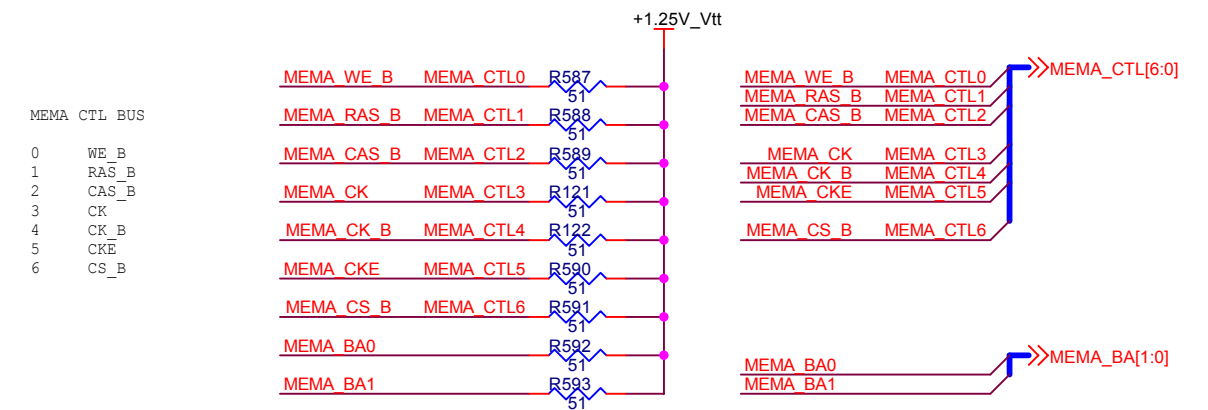 +1.25V_Vtt
MEMA CTL BUS
0 WE_B
1 RAS_B
2 CAS_B
3 CK
4 CK_B
5 CKE
6 CS_B
MEMA_WE_B MEMA_CTL0 R587
51
MEMA_RAS_B MEMA_CTL1 R588
51
MEMA_CAS_B MEMA_CTL2 R589
51
MEMA_CK MEMA_CTL3 R121
51
MEMA_CK_B MEMA_CTL4 R122
51
MEMA_CKE MEMA_CTL5 R590
51
MEMA_CS_B MEMA_CTL6 R591
51
MEMA_BA0 R592
51
MEMA_BA1 R593
51
MEMA_CTL[6:0]
MEMA_WE_B MEMA_CTL0
MEMA_RAS_B MEMA_CTL1
MEMA_CAS_B MEMA_CTL2
MEMA_CK MEMA_CTL3
MEMA_CK_B MEMA_CTL4
MEMA_CKE MEMA_CTL5
MEMA_CS_B MEMA_CTL6
MEMA_BA[1:0]
MEMA_BA0
MEMA_BA1